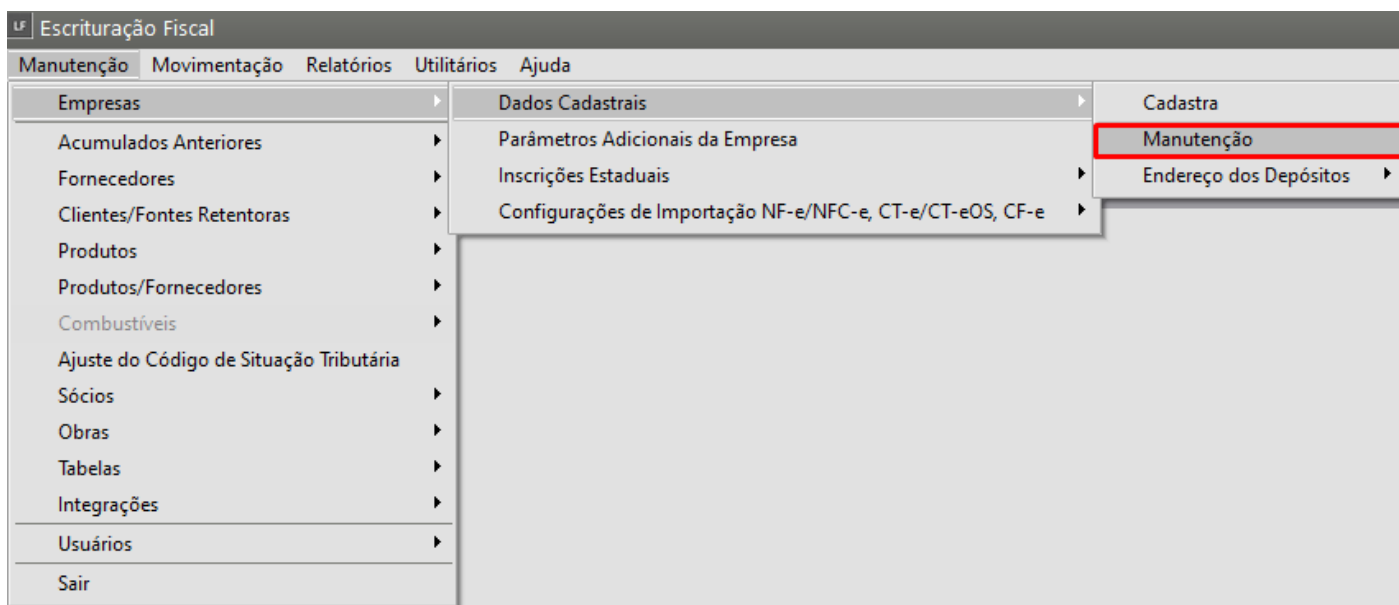 LF Escrituração Fiscal
Manutenção Movimentação Relatórios Utilitários Ajuda
Empresas
Acumulados Anteriores
Fornecedores
Clientes/Fontes Retentoras
Produtos
Produtos/Fornecedores
Combustíveis
Ajuste do Código de Situação Tributária
Sócios
Obras
Tabelas
Integrações
Usuários
Sair
Dados Cadastrais
Parâmetros Adicionais da Empresa
Inscrições Estaduais
Configurações de Importação NF-e/NFC-e, CT-e/CT-eOS, CF-e
Cadastra
Manutenção
Endereço dos Depósitos